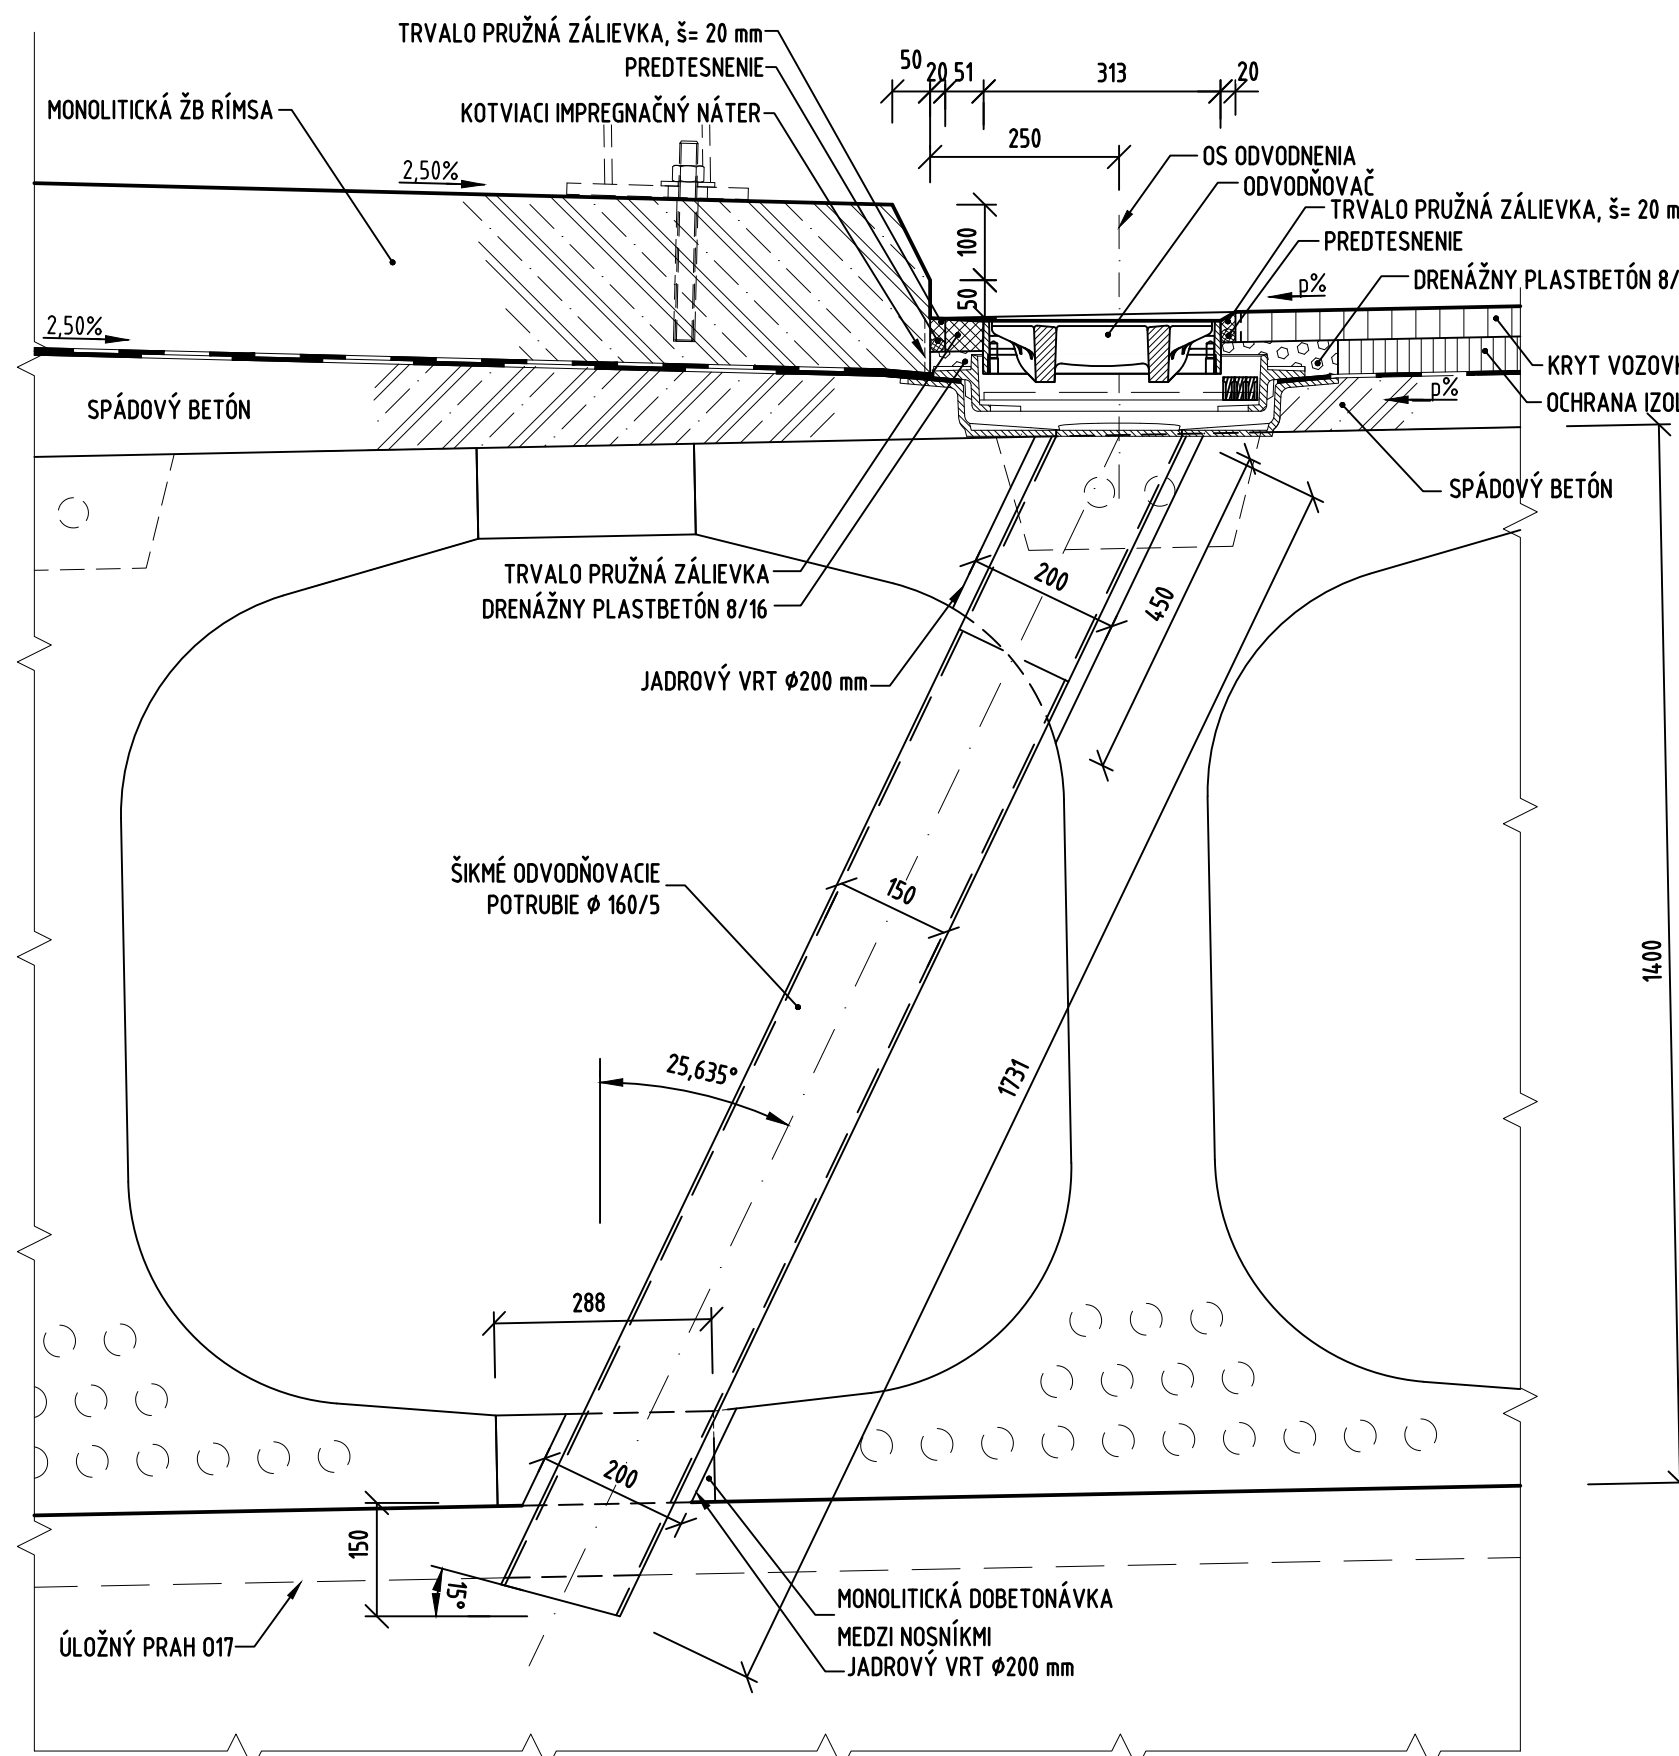 TRVALO PRUŽNÁ ZÁLIEVKA, š= 20 mm
PREDTESNENIE
KOTVIACI IMPREGNAČNÝ NÁTER
MONOLITICKÁ ŽB RÍMSA
2,50%
50
20
51
313
20
250
OS ODVODNENIA
ODVODŇOVAČ
TRVALO PRUŽNÁ ZÁLIEVKA, š= 20 m
PREDTESNENIE
DRENÁŽNY PLASTBETÓN 8/
100
50
p%
2,50%
KRYT VOZOVK
p%
OCHRANA IZOL
SPÁDOVÝ BETÓN
SPÁDOVÝ BETÓN
TRVALO PRUŽNÁ ZÁLIEVKA
DRENÁŽNY PLASTBETÓN 8/16
200
450
JADROVÝ VRT ϕ200 mm
ŠIKMÉ ODVODŇOVACIE
POTRUBIE ϕ 160/5
150
1400
25,635°
1731
288
200
150
15°
MONOLITICKÁ DOBETONÁVKA
MEDZI NOSNÍKMI
JADROVÝ VRT ϕ200 mm
ÚLOŽNÝ PRAH O17